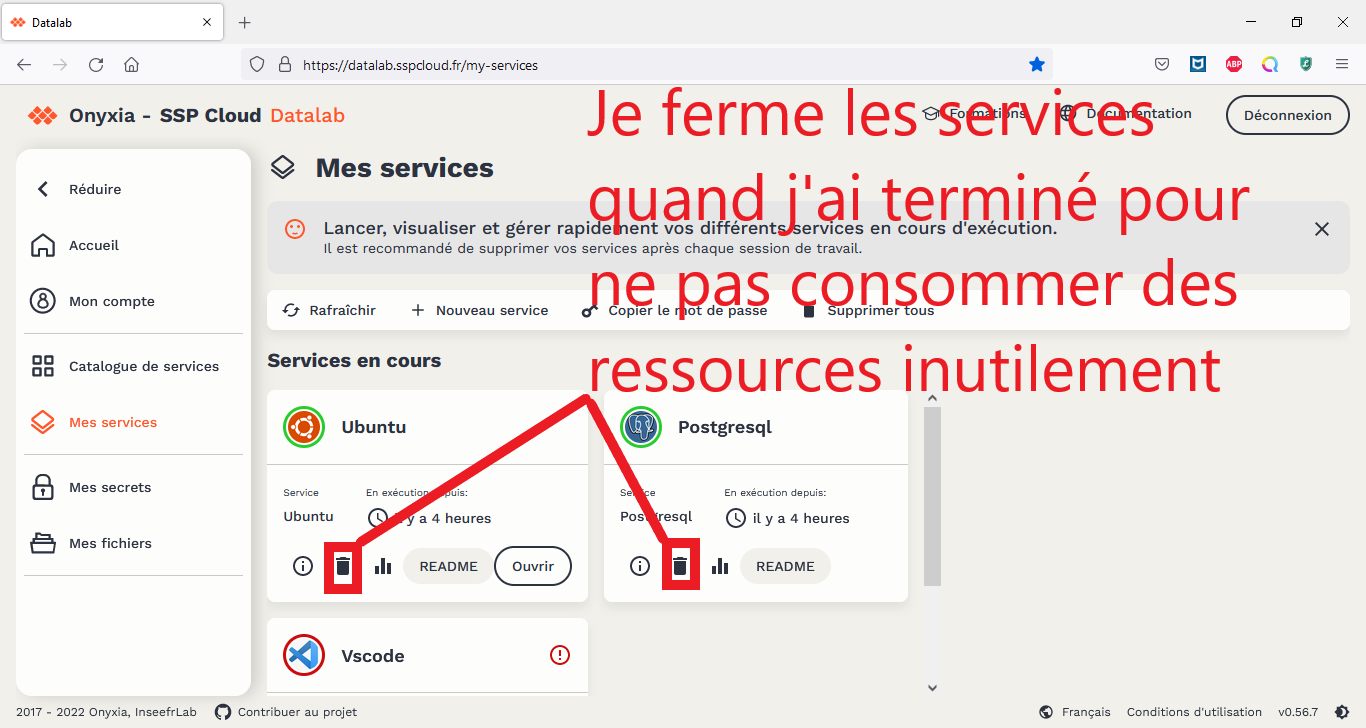 Datalab
https://datalab.sspcloud.fr/my-services
ABP
Onyxia - SSP Cloud Datalab
Formations
Documentation
Déconnexion
Je ferme les services
quand j'ai terminé pour
ne pas consommer des
ressources inutilement
Réduire
Accueil
Mon compte
Catalogue de services
Mes services
Mes secrets
Mes fichiers
Mes services
Lancer, visualiser et gérer rapidement vos différents services en cours d'exécution.
Il est recommandé de supprimer vos services après chaque session de travail.
Rafraîchir
Nouveau service
Copier le mot de passe
Supprimer tous
Services en cours
Ubuntu
Service
En exécution depuis:
Ubuntu
il y a 4 heures
README
Ouvrir
Postgresql
Service
En exécution depuis:
Postgresql
il y a 4 heures
README
Vscode
2017 - 2022 Onyxia, InseefrLab
Contribuer au projet
Français
Conditions d'utilisation
v0.56.7